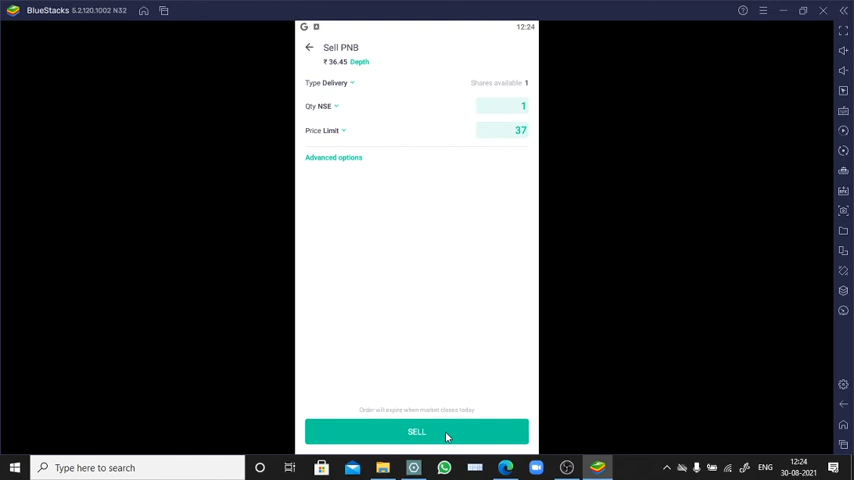 BlueStacks 5.2.120.1002 N32
12:24
Sell PNB
₹ 36.45 Depth
Type Delivery
Shares available 1
Qty NSE
1
Price Limit
37
Advanced options
Order will expire when market closes today
SELL
Type here to search
ENG
12:24
30-08-2021